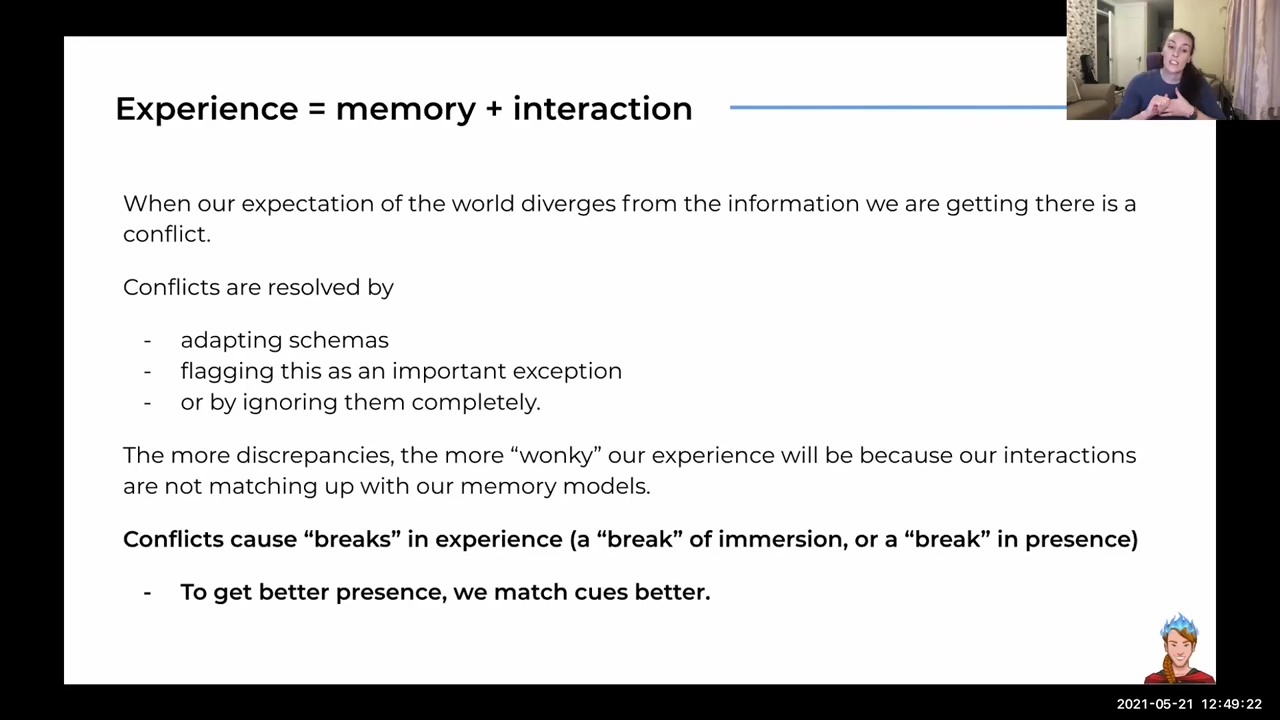 Experience = memory + interaction
When our expectation of the world diverges from the information we are getting there is a
conflict.
Conflicts are resolved by
- adapting schemas
- flagging this as an important exception
- or by ignoring them completely.
The more discrepancies, the more “wonky” our experience will be because our interactions
are not matching up with our memory models.
Conflicts cause “breaks” in experience (a “break” of immersion, or a “break” in presence)
- To get better presence, we match cues better.
2021-05-21 12:49:22